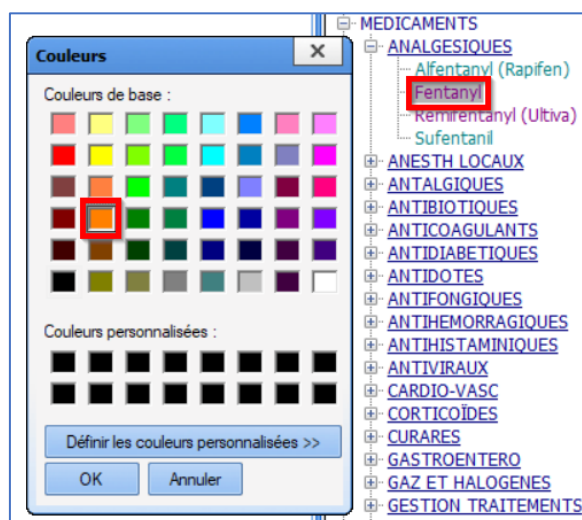 Couleurs
Couleurs de base :
Couleurs personnalisées :
Définir les couleurs personnalisées >>
OK
Annuler
MEDICAMENTS
ANALGESIQUES
Alfentanyl (Rapifen)
Fentanyl
Remifentanyl (Ultiva)
Sufentanil
ANESTH LOCAUX
ANTALGIQUES
ANTIBIOTIQUES
ANTICOAGULANTS
ANTIDIABETIQUES
ANTIDOTES
ANTIFONGIQUES
ANTIHEMORRAGIQUES
ANTIHISTAMINIQUES
ANTIVIRAUX
CARDIO-VASC
CORTICOÏDES
CURARES
GASTROENTERO
GAZ ET HALOGENES
GESTION TRAITEMENTS